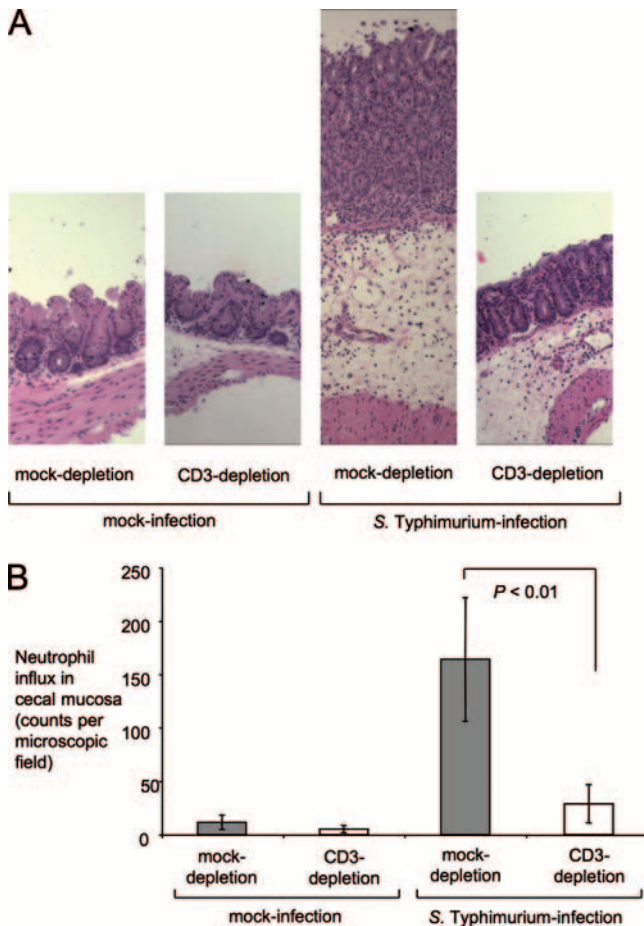 A
mock-depletion CD3-depletion mock-depletion CD3-depletion
mock-infection S. Typhimurium-infection
B
250
200
150
100
50
0
Neutrophil
influx in
cecal mucosa
(counts per
microscopic
field)
P < 0.01
mock-
depletion
CD3-
depletion
mock-
depletion
CD3-
depletion
mock-infection S. Typhimurium-infection